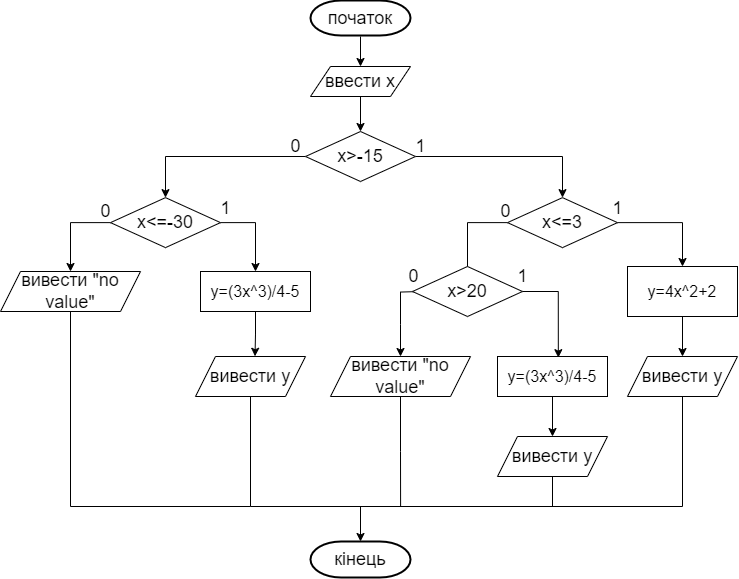 початок
ввести x
x>-15
0
1
x<=-30
0
1
x<=3
0
1
вивести "no
value"
y=(3x^3)/4-5
x>20
0
1
y=4x^2+2
вивести y
вивести "no
value"
y=(3x^3)/4-5
вивести y
вивести y
кінець